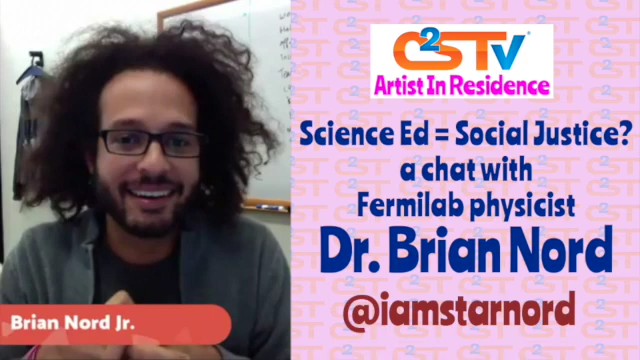 Brian Nord Jr.
C2STV
Artist In Residence
Science Ed = Social Justice?
a chat with
Fermilab physicist
Dr. Brian Nord
@iamstarnord